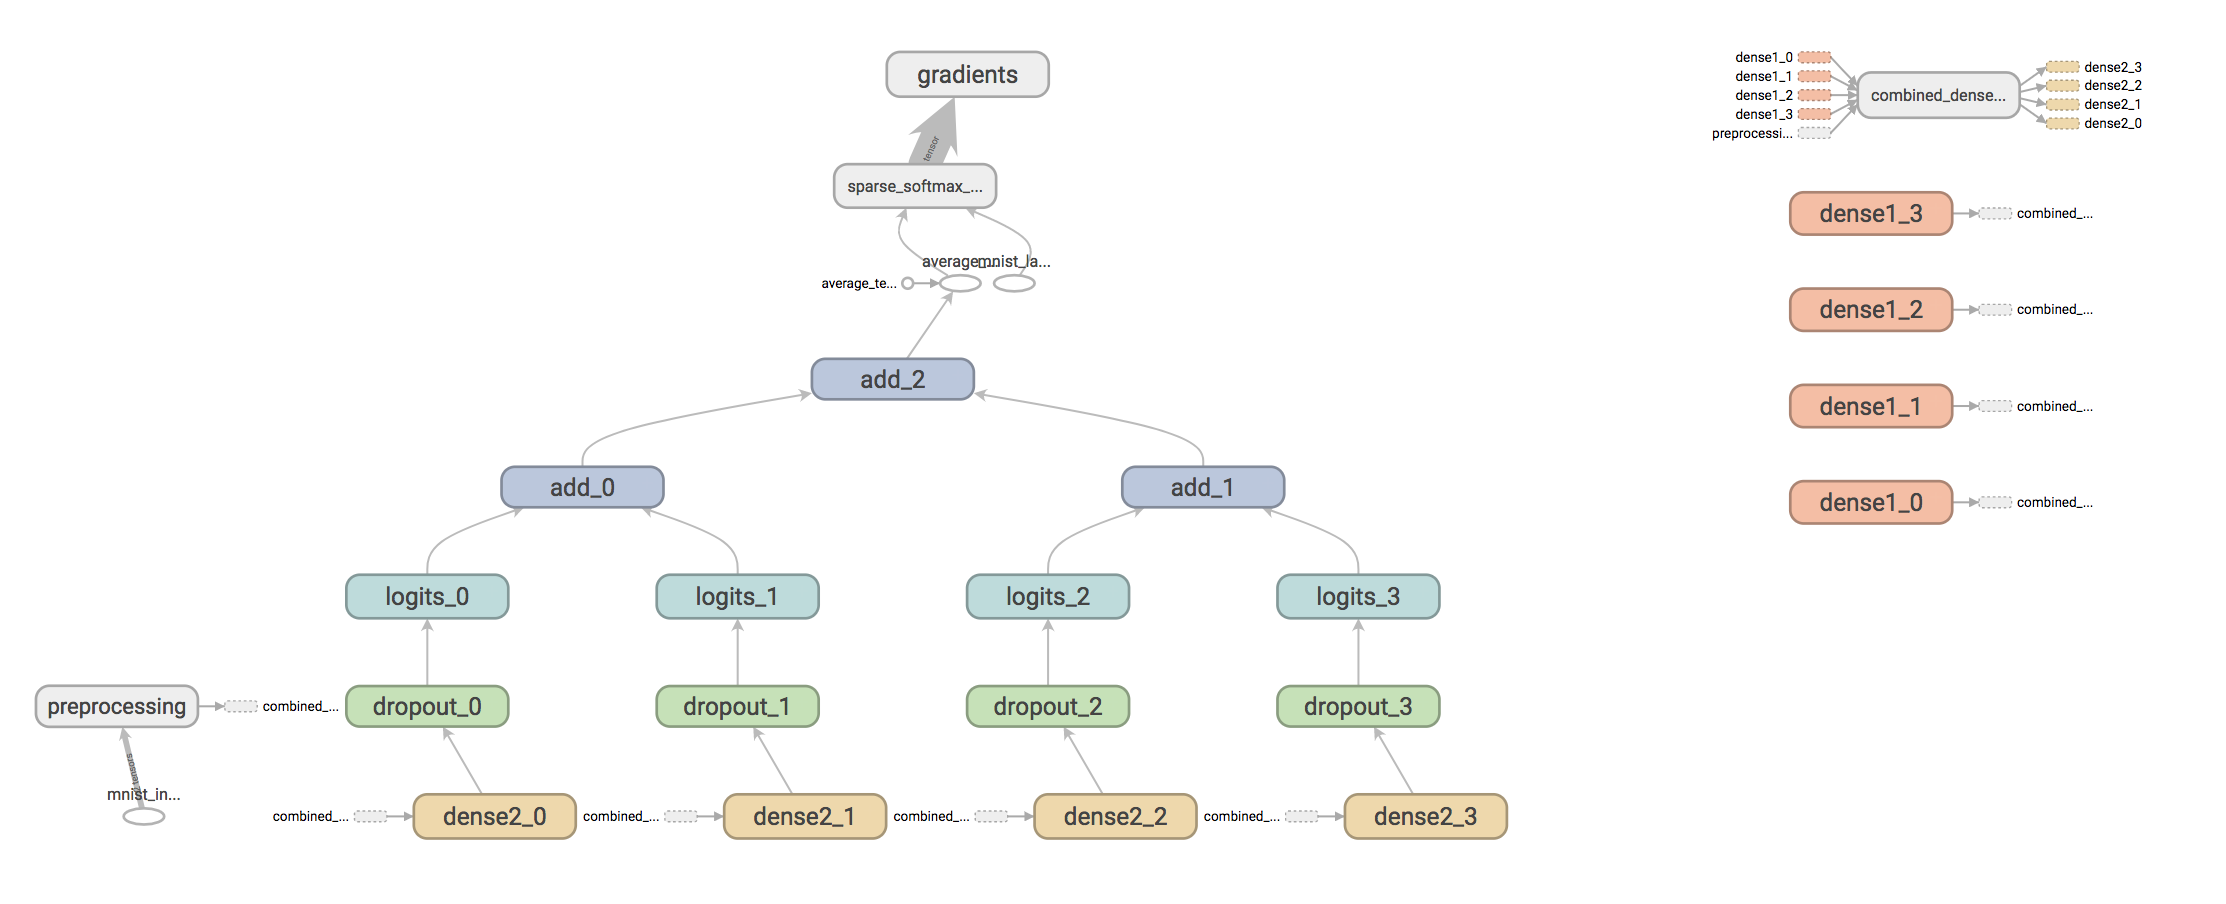 gradients
tensor
sparse_softmax_...
average_...
mnist_la...
average_te...
add_2
add_0
add_1
logits_0
logits_1
logits_2
logits_3
preprocessing
combined_...
dropout_0
dropout_1
dropout_2
dropout_3
mnist_in...
combined_...
dense2_0
combined_...
dense2_1
combined_...
dense2_2
combined_...
dense2_3
dense1_0
dense1_1
dense1_2
dense1_3
preprocessi...
combined_dense...
dense2_3
dense2_2
dense2_1
dense2_0
dense1_3
combined_...
dense1_2
combined_...
dense1_1
combined_...
dense1_0
combined_...